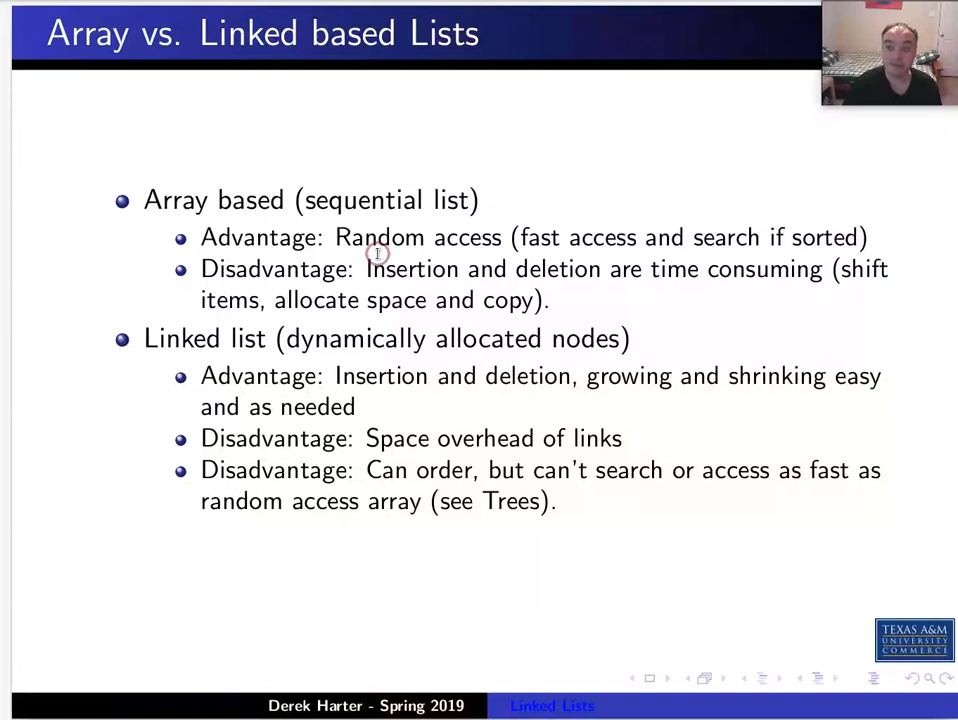 Array vs. Linked based Lists
Array based (sequential list)
Advantage: Random access (fast access and search if sorted)
Disadvantage: Insertion and deletion are time consuming (shift
items, allocate space and copy).
Linked list (dynamically allocated nodes)
Advantage: Insertion and deletion, growing and shrinking easy
and as needed
Disadvantage: Space overhead of links
Disadvantage: Can order, but can't search or access as fast as
random access array (see Trees).
TEXAS A&M
UNIVERSITY
COMMERCE
Derek Harter - Spring 2019
Linked Lists